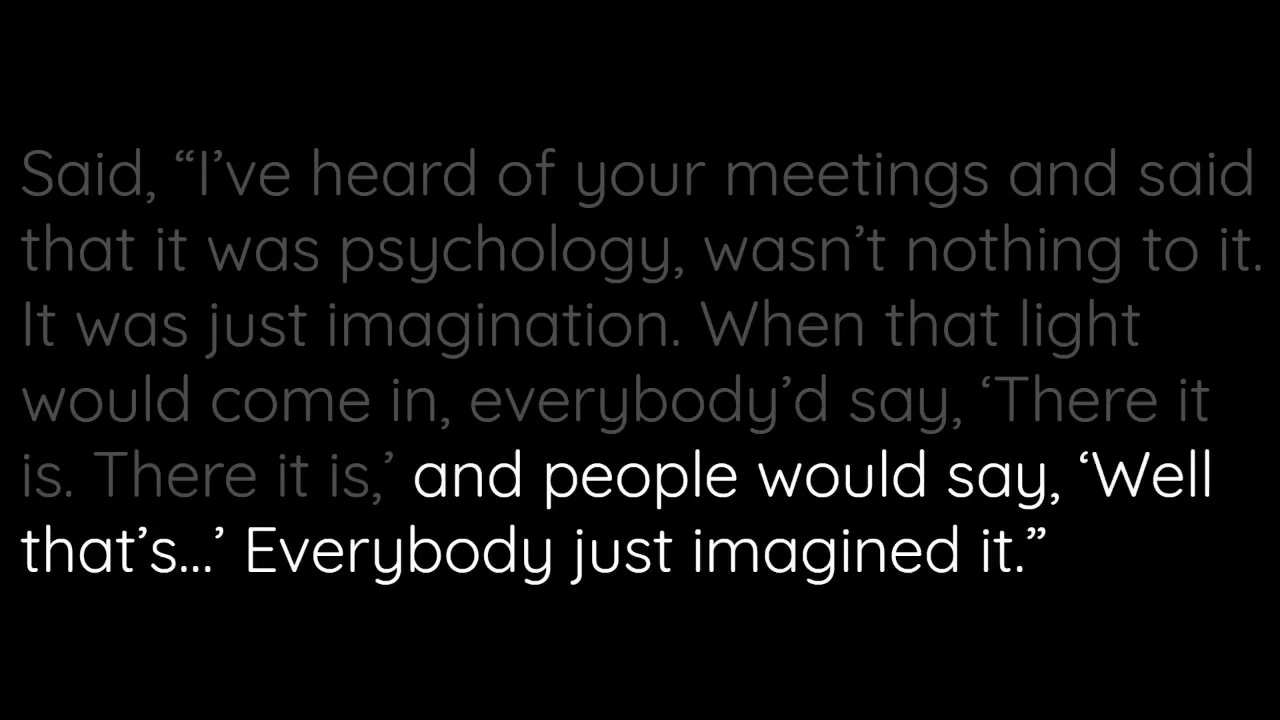 Said, “I’ve heard of your meetings and said
that it was psychology, wasn’t nothing to it.
It was just imagination. When that light
would come in, everybody’d say, ‘There it
is. There it is,’ and people would say, ‘Well
that’s...’ Everybody just imagined it.”